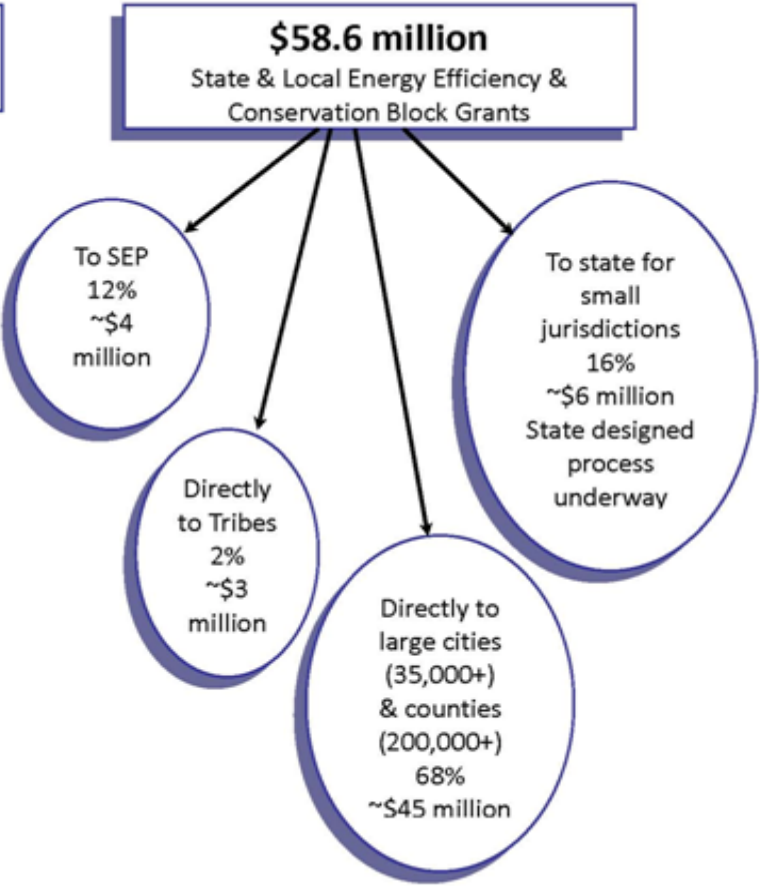 $58.6 million
State & Local Energy Efficiency &
Conservation Block Grants
To SEP
12%
~$4
million
Directly
to Tribes
2%
~$3
million
Directly to
large cities
(35,000+)
& counties
(200,000+)
68%
~$45 million
To state for
small
jurisdictions
16%
~$6 million
State designed
process
underway